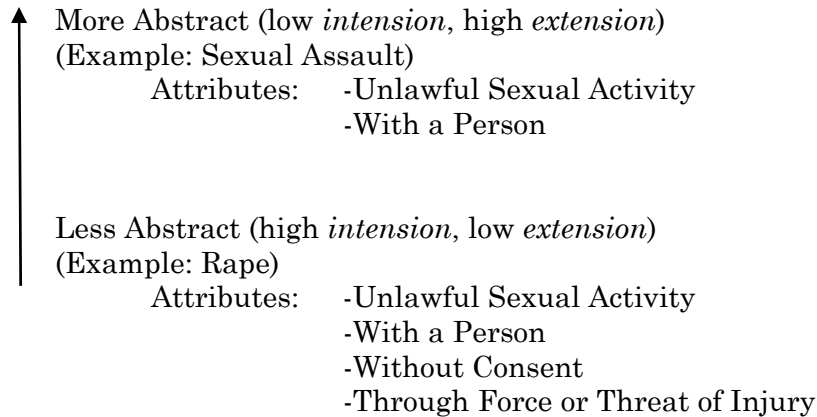 More Abstract (low intension, high extension)
(Example: Sexual Assault)
Attributes: -Unlawful Sexual Activity
-With a Person
Less Abstract (high intension, low extension)
(Example: Rape)
Attributes: -Unlawful Sexual Activity
-With a Person
-Without Consent
-Through Force or Threat of Injury